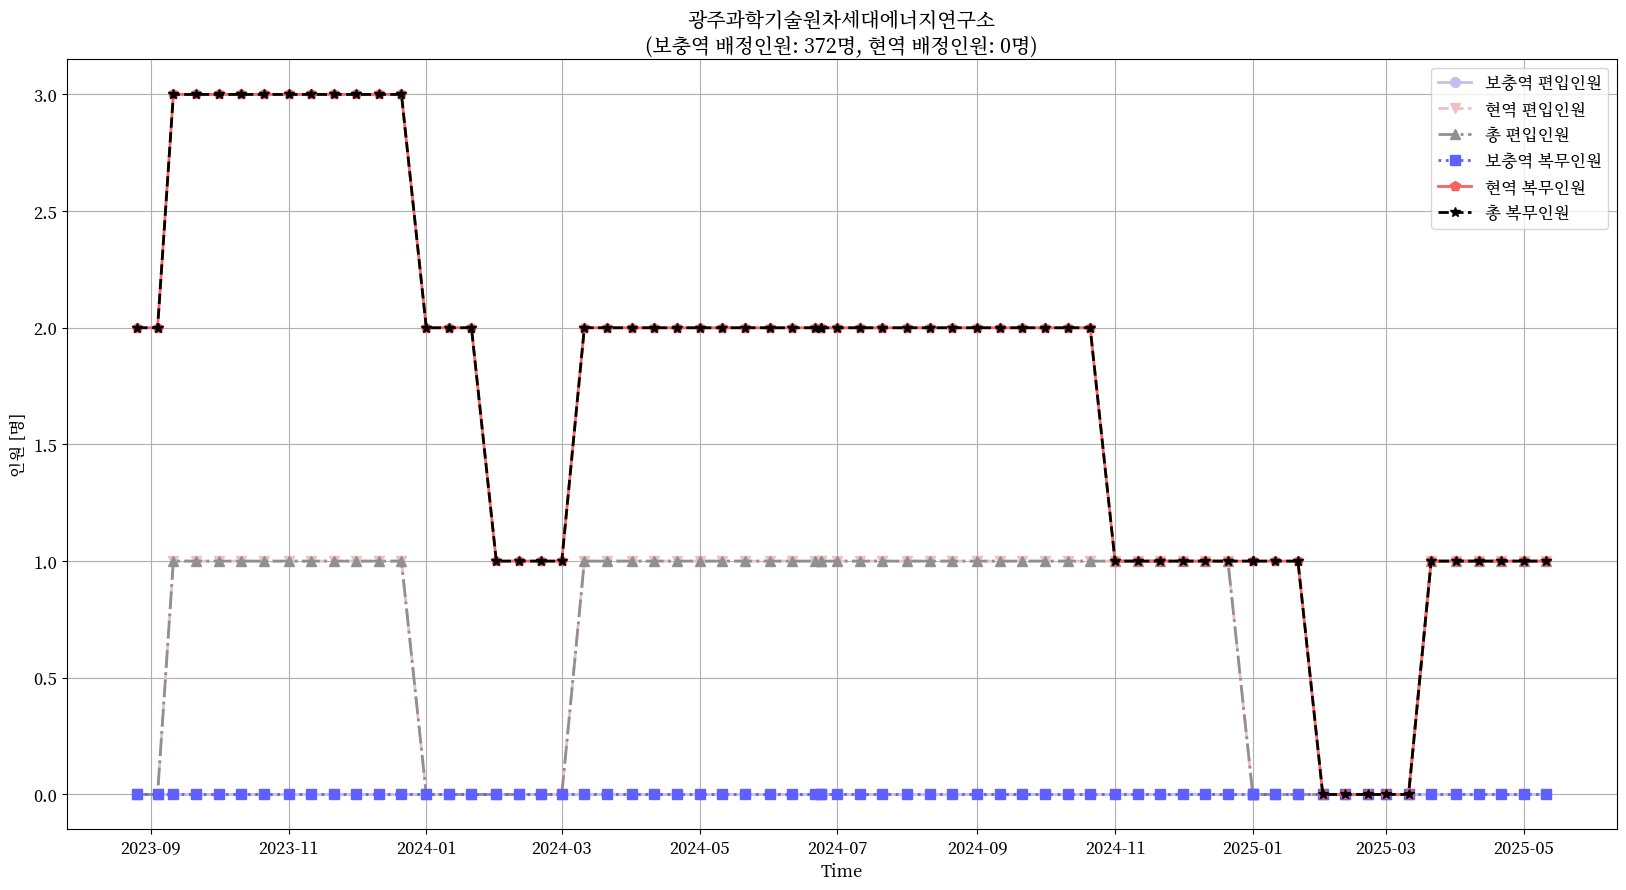 광주과학기술원차세대에너지연구소
(보충역 배정인원: 372명, 현역 배정인원: 0명)
보충역 편입인원
현역 편입인원
총 편입인원
보충역 복무인원
현역 복무인원
총 복무인원
인원 [명]
3.0
2.5
2.0
1.5
1.0
0.5
0.0
2023-09
2023-11
2024-01
2024-03
2024-05
2024-07
2024-09
2024-11
2025-01
2025-03
2025-05
Time